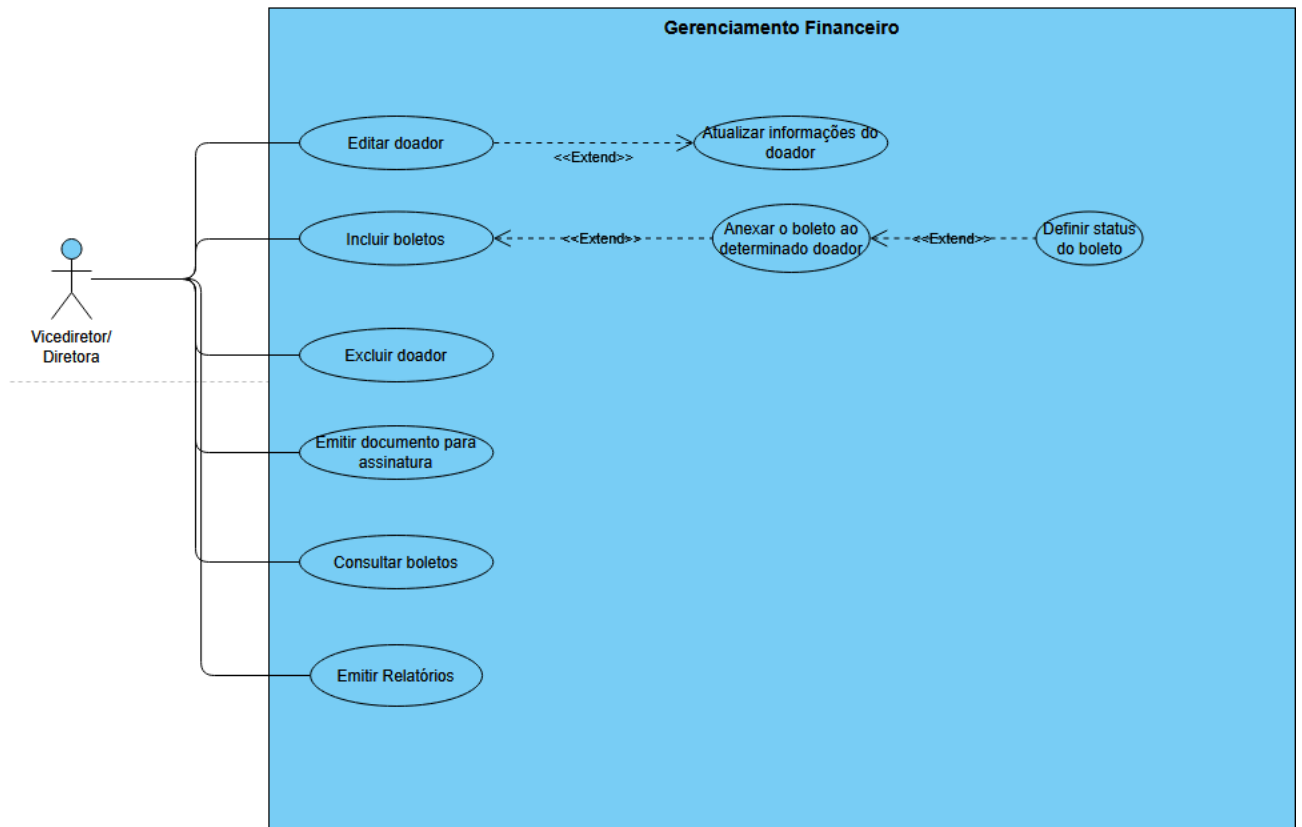 Gerenciamento Financeiro
Editar doador
<<Extend>>
Atualizar informações do
doador
Incluir boletos
<<Extend>>
Anexar o boleto ao
determinado doador
<<Extend>>
Definir status
do boleto
Vicediretor/
Diretora
Excluir doador
Emitir documento para
assinatura
Consultar boletos
Emitir Relatórios